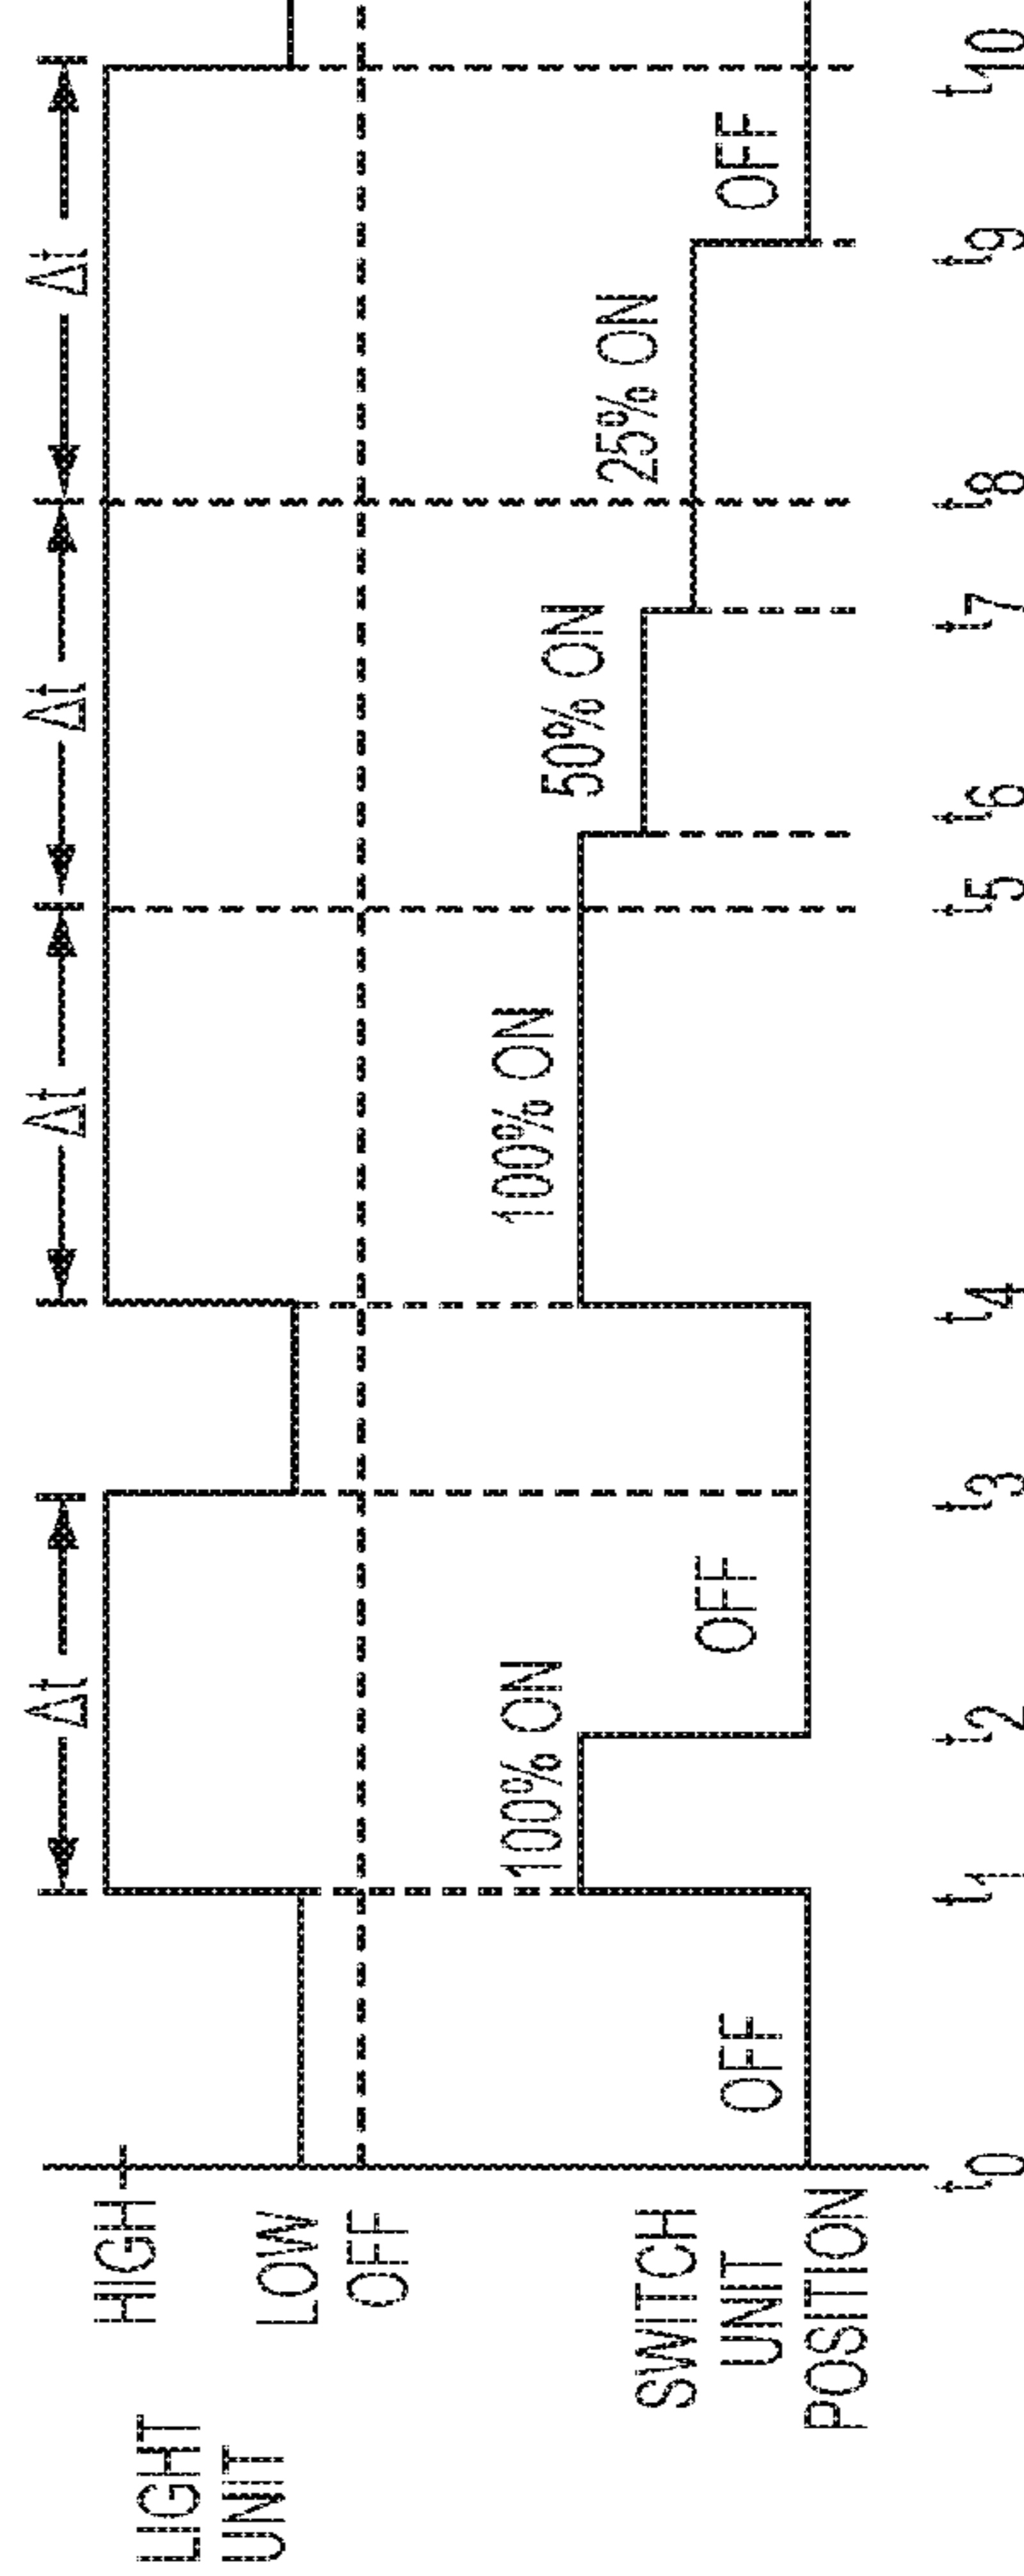 Δt Δt Δt Δt
HIGH
LIGHT
UNIT
LOW
OFF
100% ON 100% ON 50% ON 25% ON
SWITCH
UNIT
POSITION
OFF OFF OFF
t0 t1 t2 t3 t4 t5 t6 t7 t8 t9 t10